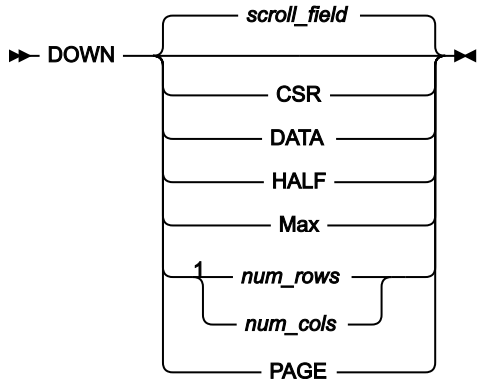 scroll_field
DOWN
CSR
DATA
HALF
Max
1
num_rows
num_cols
PAGE